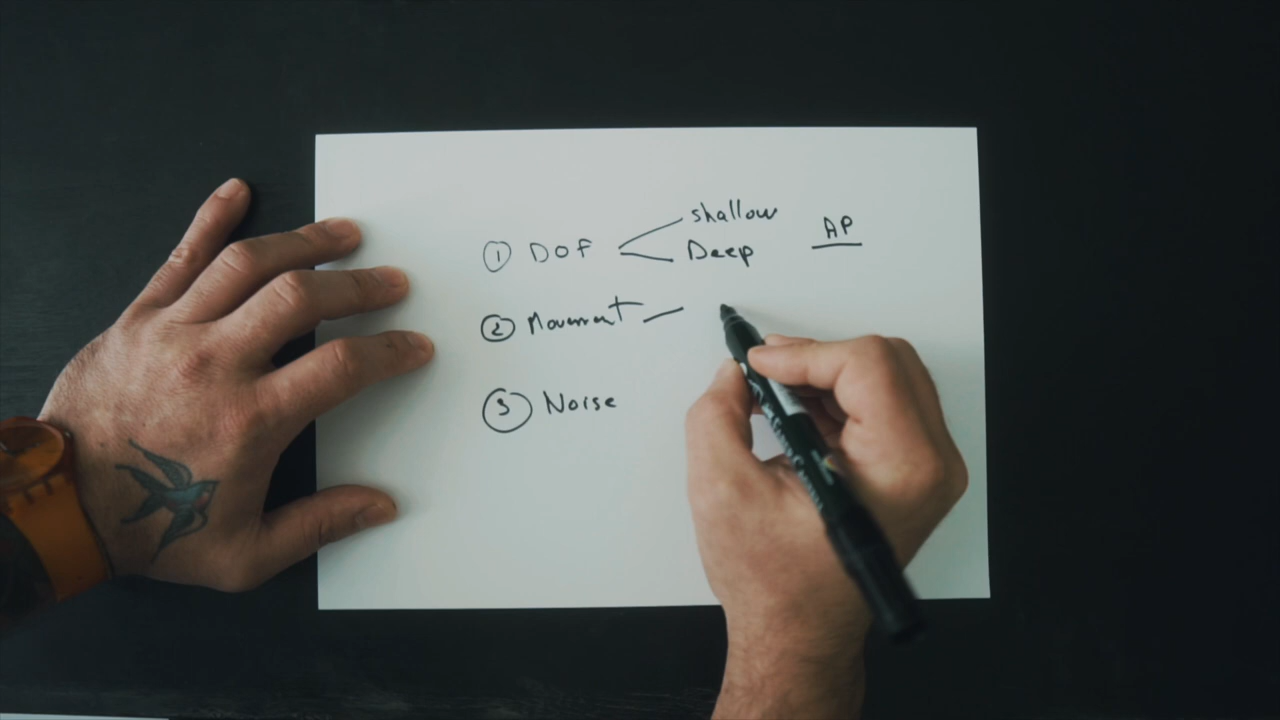 ① DOF shallow
Deep AP
② Movement
③ Noise